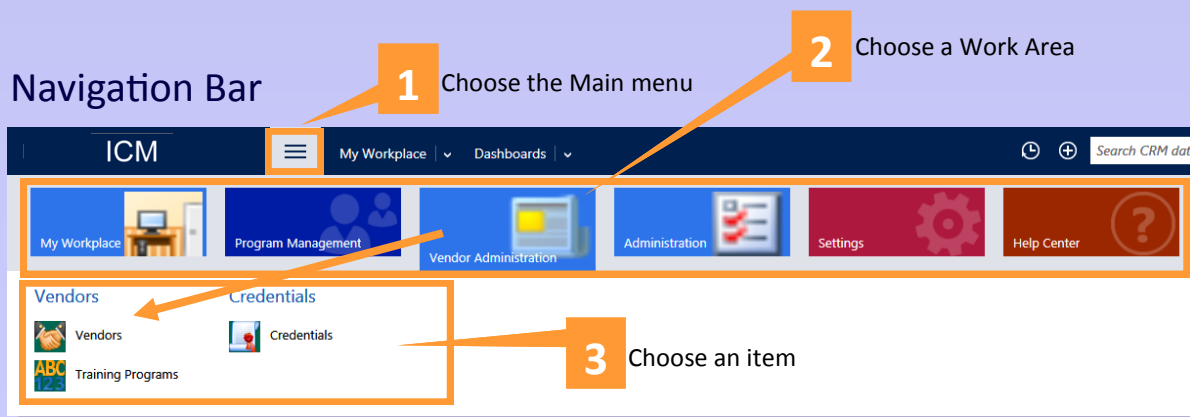 2 Choose a Work Area
Navigation Bar
1 Choose the Main menu
ICM My Workplace Dashboards Search CRM dat
My Workplace Program Management Vendor Administration Administration Settings Help Center ?
Vendors Credentials
Vendors Credentials
ABC
123 Training Programs
3 Choose an item